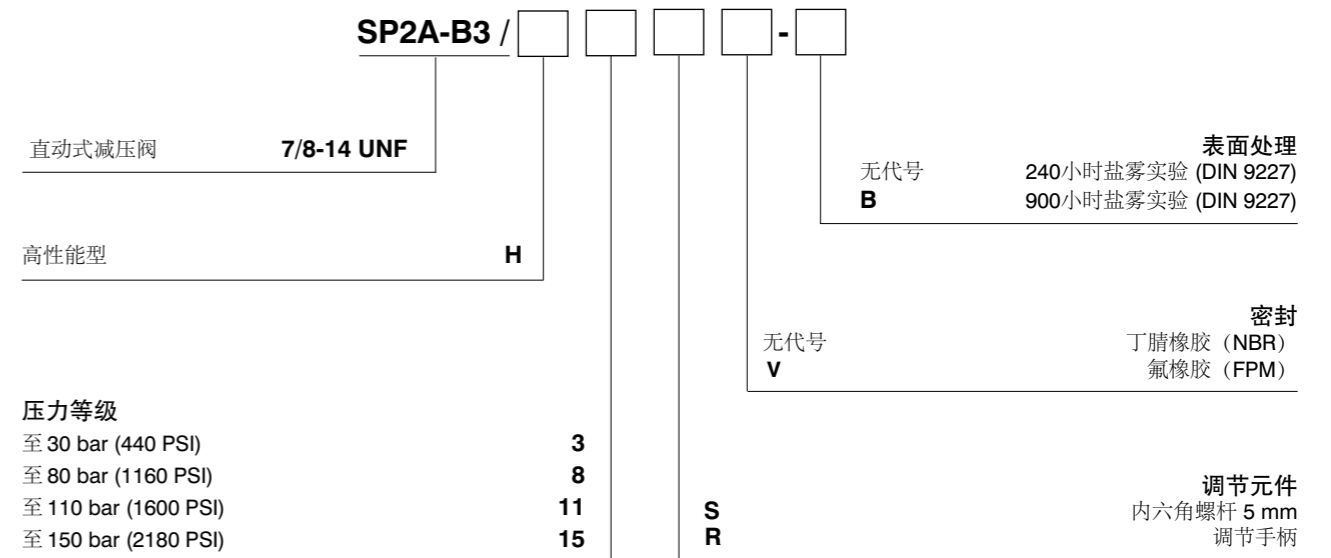 SP2A-B3 / -
直动式减压阀 7/8-14 UNF
表面处理
无代号 240小时盐雾实验 (DIN 9227)
B 900小时盐雾实验 (DIN 9227)
高性能型 H
密封
无代号 丁腈橡胶（NBR）
V 氟橡胶（FPM）
压力等级
至 30 bar (440 PSI) 3
至 80 bar (1160 PSI) 8
至 110 bar (1600 PSI) 11
至 150 bar (2180 PSI) 15
调节元件
S 内六角螺杆 5 mm
R 调节手柄